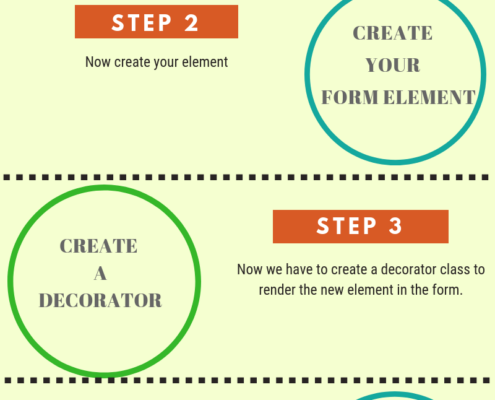 STEP 2
Now create your element
CREATE
YOUR
FORM ELEMENT
STEP 3
Now we have to create a decorator class to
render the new element in the form.
CREATE
A
DECORATOR